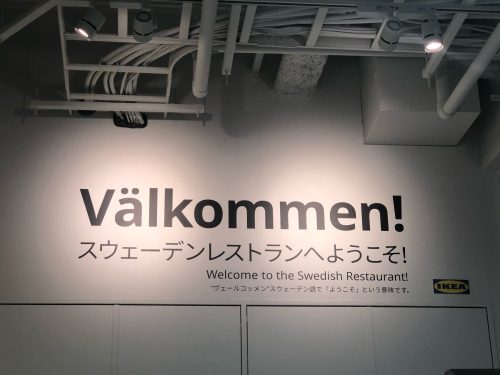 Välkommen!
スウェーデンレストランへようこそ!
Welcome to the Swedish Restaurant!
"ヴェールコッメン"スウェーデン語で「ようこそ」という意味です。
IKEA